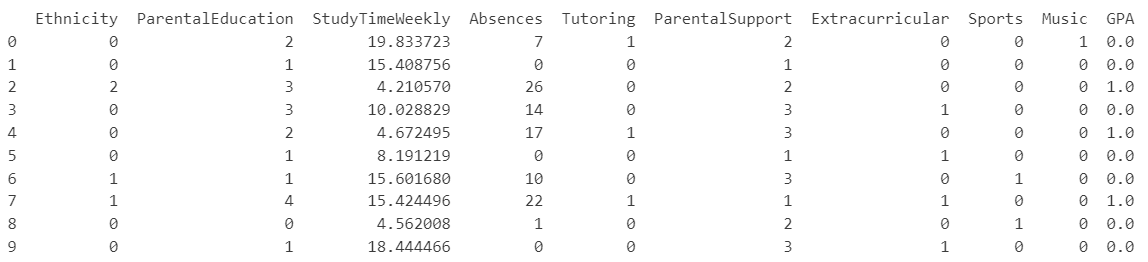 Ethnicity ParentalEducation StudyTimeWeekly Absences Tutoring ParentalSupport Extracurricular Sports Music GPA
0 0 2 19.833723 7 1 2 0 0 1 0.0
1 0 1 15.408756 0 0 1 0 0 0 0.0
2 2 3 4.210570 26 0 2 0 0 0 1.0
3 0 3 10.028829 14 0 3 1 0 0 0.0
4 0 2 4.672495 17 1 3 0 0 0 1.0
5 0 1 8.191219 0 0 1 1 0 0 0.0
6 1 1 15.601680 10 0 3 0 1 0 0.0
7 1 4 15.424496 22 1 1 1 0 0 1.0
8 0 0 4.562008 1 0 2 0 1 0 0.0
9 0 1 18.444466 0 0 3 1 0 0 0.0